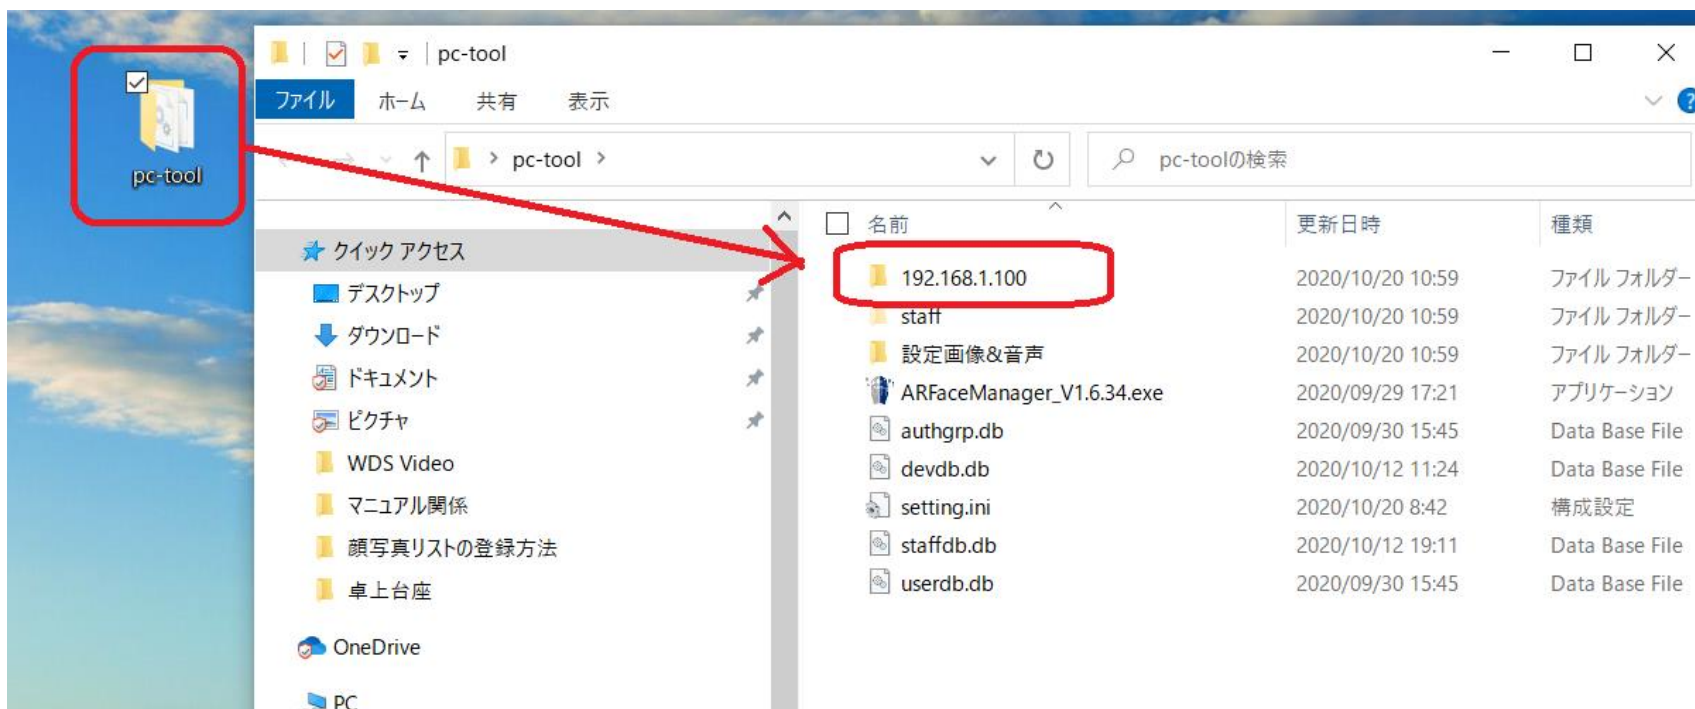 pc-tool
pc-tool
ファイル ホーム 共有 表示
pc-tool
pc-toolの検索
クイック アクセス
デスクトップ
ダウンロード
ドキュメント
ピクチャ
WDS Video
マニュアル関係
顔写真リストの登録方法
卓上台座
OneDrive
PC
名前 更新日時 種類
192.168.1.100 2020/10/20 10:59 ファイル フォルダー
staff 2020/10/20 10:59 ファイル フォルダー
設定画像&音声 2020/10/20 10:59 ファイル フォルダー
ARFaceManager_V1.6.34.exe 2020/09/29 17:21 アプリケーション
authgrp.db 2020/09/30 15:45 Data Base File
devdb.db 2020/10/12 11:24 Data Base File
setting.ini 2020/10/20 8:42 構成設定
staffdb.db 2020/10/12 19:11 Data Base File
userdb.db 2020/09/30 15:45 Data Base File